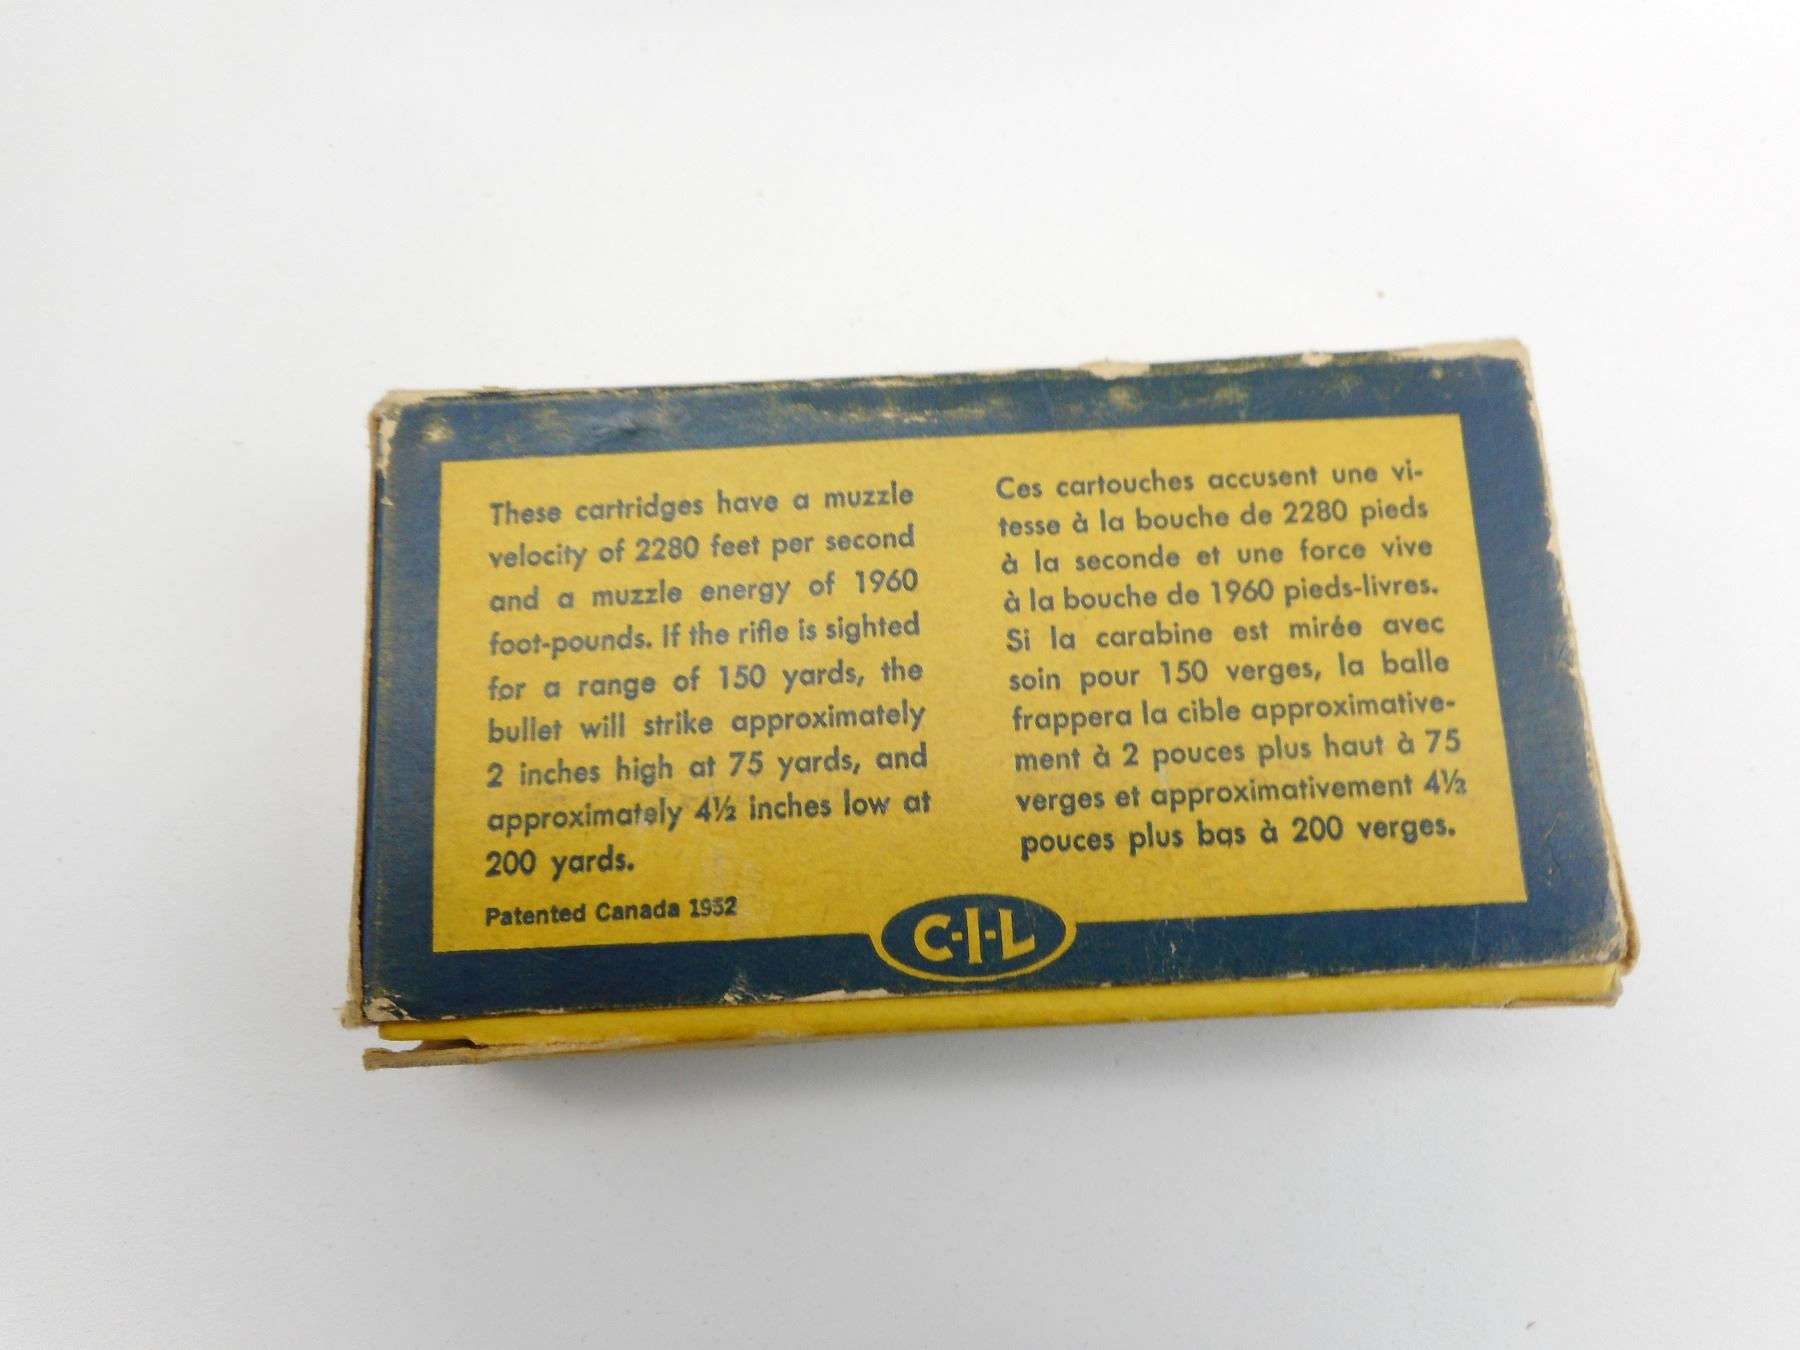 These cartridges have a muzzle
velocity of 2280 feet per second
and a muzzle energy of 1960
foot-pounds. If the rifle is sighted
for a range of 150 yards, the
bullet will strike approximately
2 inches high at 75 yards, and
approximately 4½ inches low at
200 yards.
Patented Canada 1952
Ces cartouches accusent une vi-
tesse à la bouche de 2280 pieds
à la seconde et une force vive
à la bouche de 1960 pieds-livres.
Si la carabine est mirée avec
soin pour 150 verges, la balle
frappera la cible approximative-
ment à 2 pouces plus haut à 75
verges et approximativement 4½
pouces plus bas à 200 verges.
C-I-L